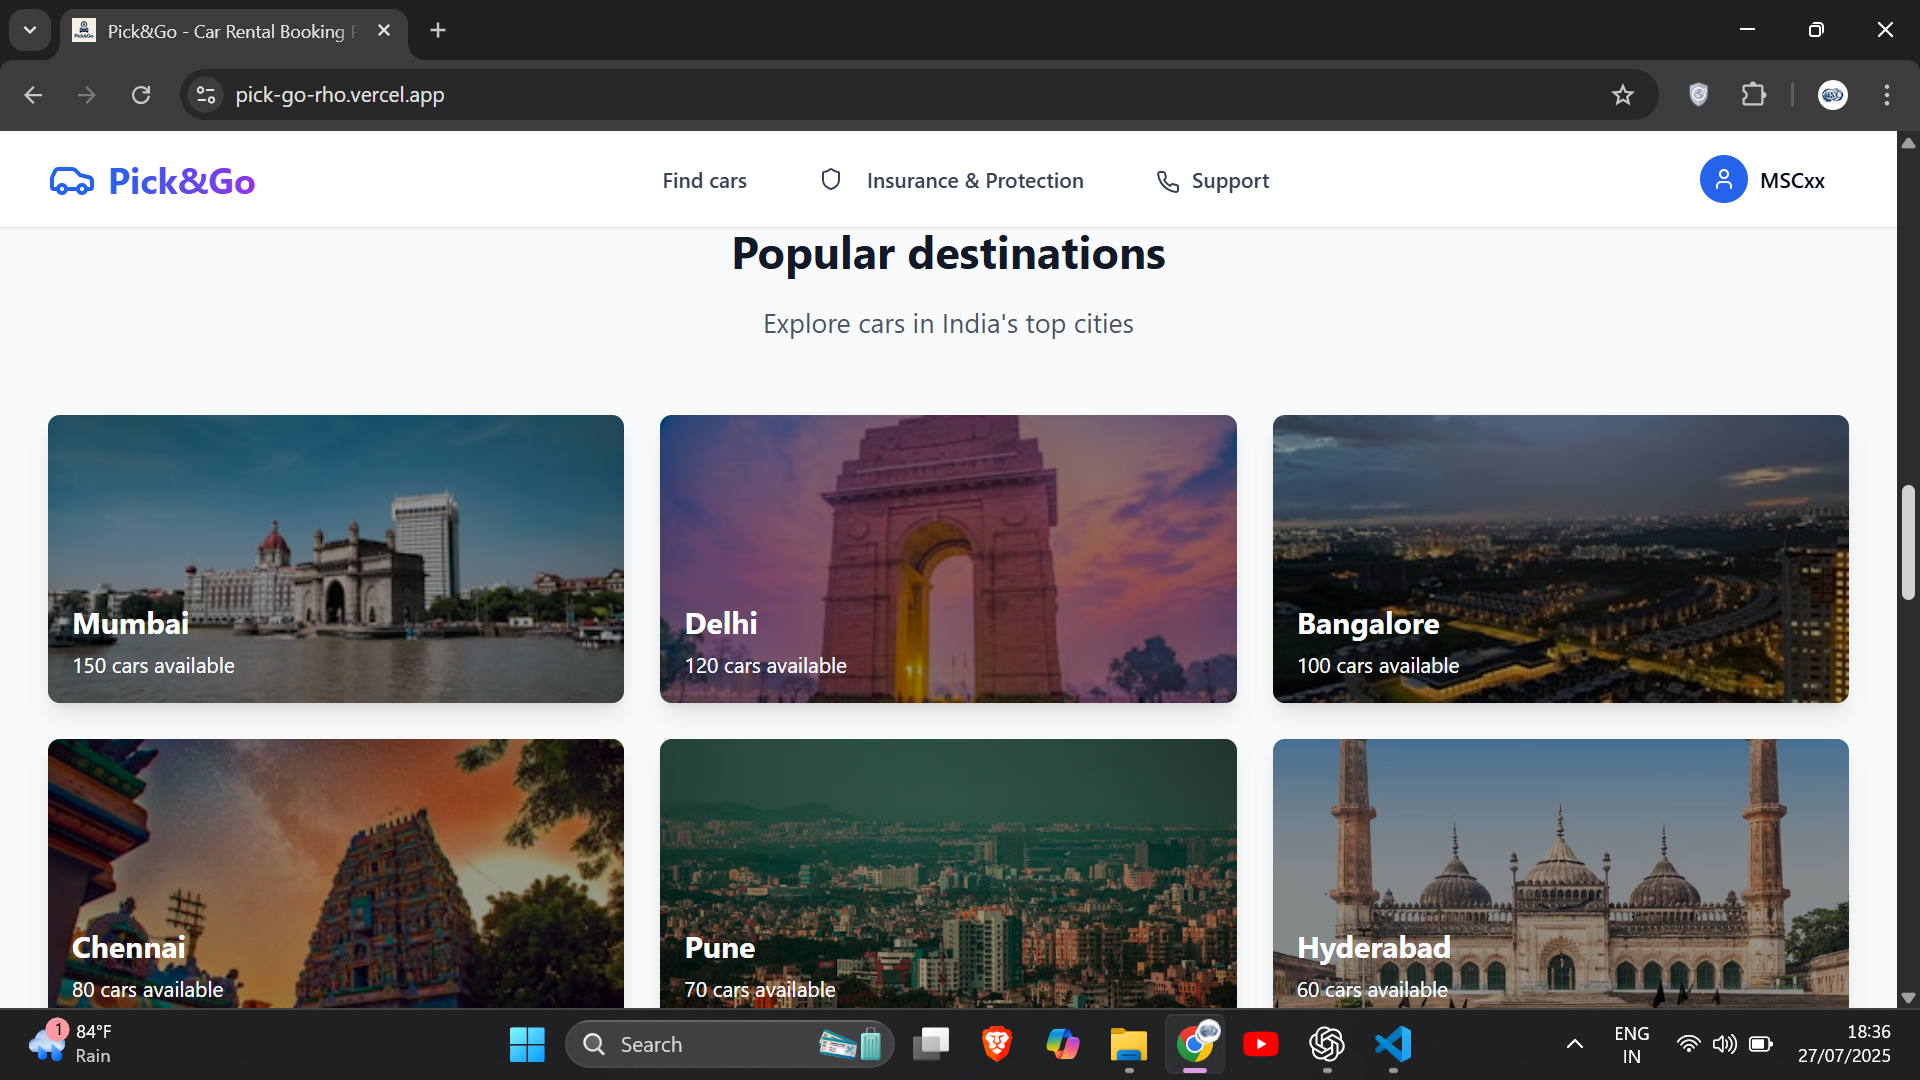 Pick&Go - Car Rental Booking P
pick-go-rho.vercel.app
Pick&Go
Find cars
Insurance & Protection
Support
MSCxx
Popular destinations
Explore cars in India's top cities
Mumbai
150 cars available
Delhi
120 cars available
Bangalore
100 cars available
Chennai
80 cars available
Pune
70 cars available
Hyderabad
60 cars available
1
84°F
Rain
Search
ENG
IN
18:36
27/07/2025